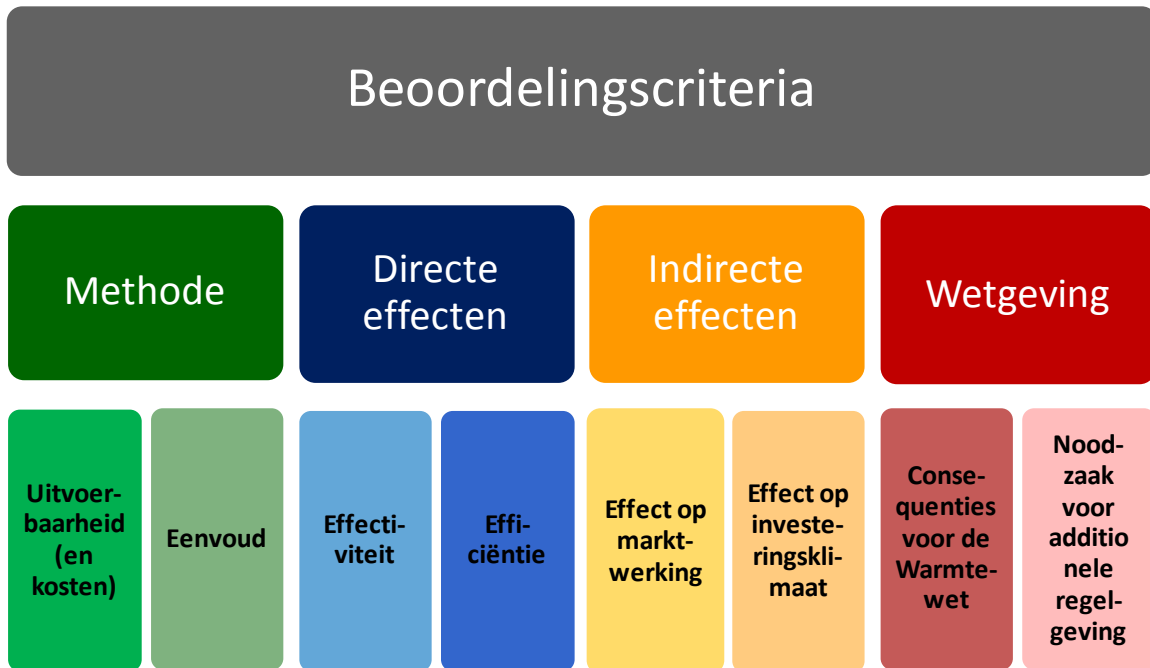 Beoordelingscriteria
Methode
Directe
effecten
Indirecte
effecten
Wetgeving
Uitvoer-
baarheid
(en
kosten)
Eenvoud
Effecti-
viteit
Effi-
ciëntie
Effect op
markt-
werking
Effect op
investe-
ringskli-
maat
Conse-
quenties
voor de
Warmte-
wet
Nood-
zaak
voor
additio
nele
regel-
geving